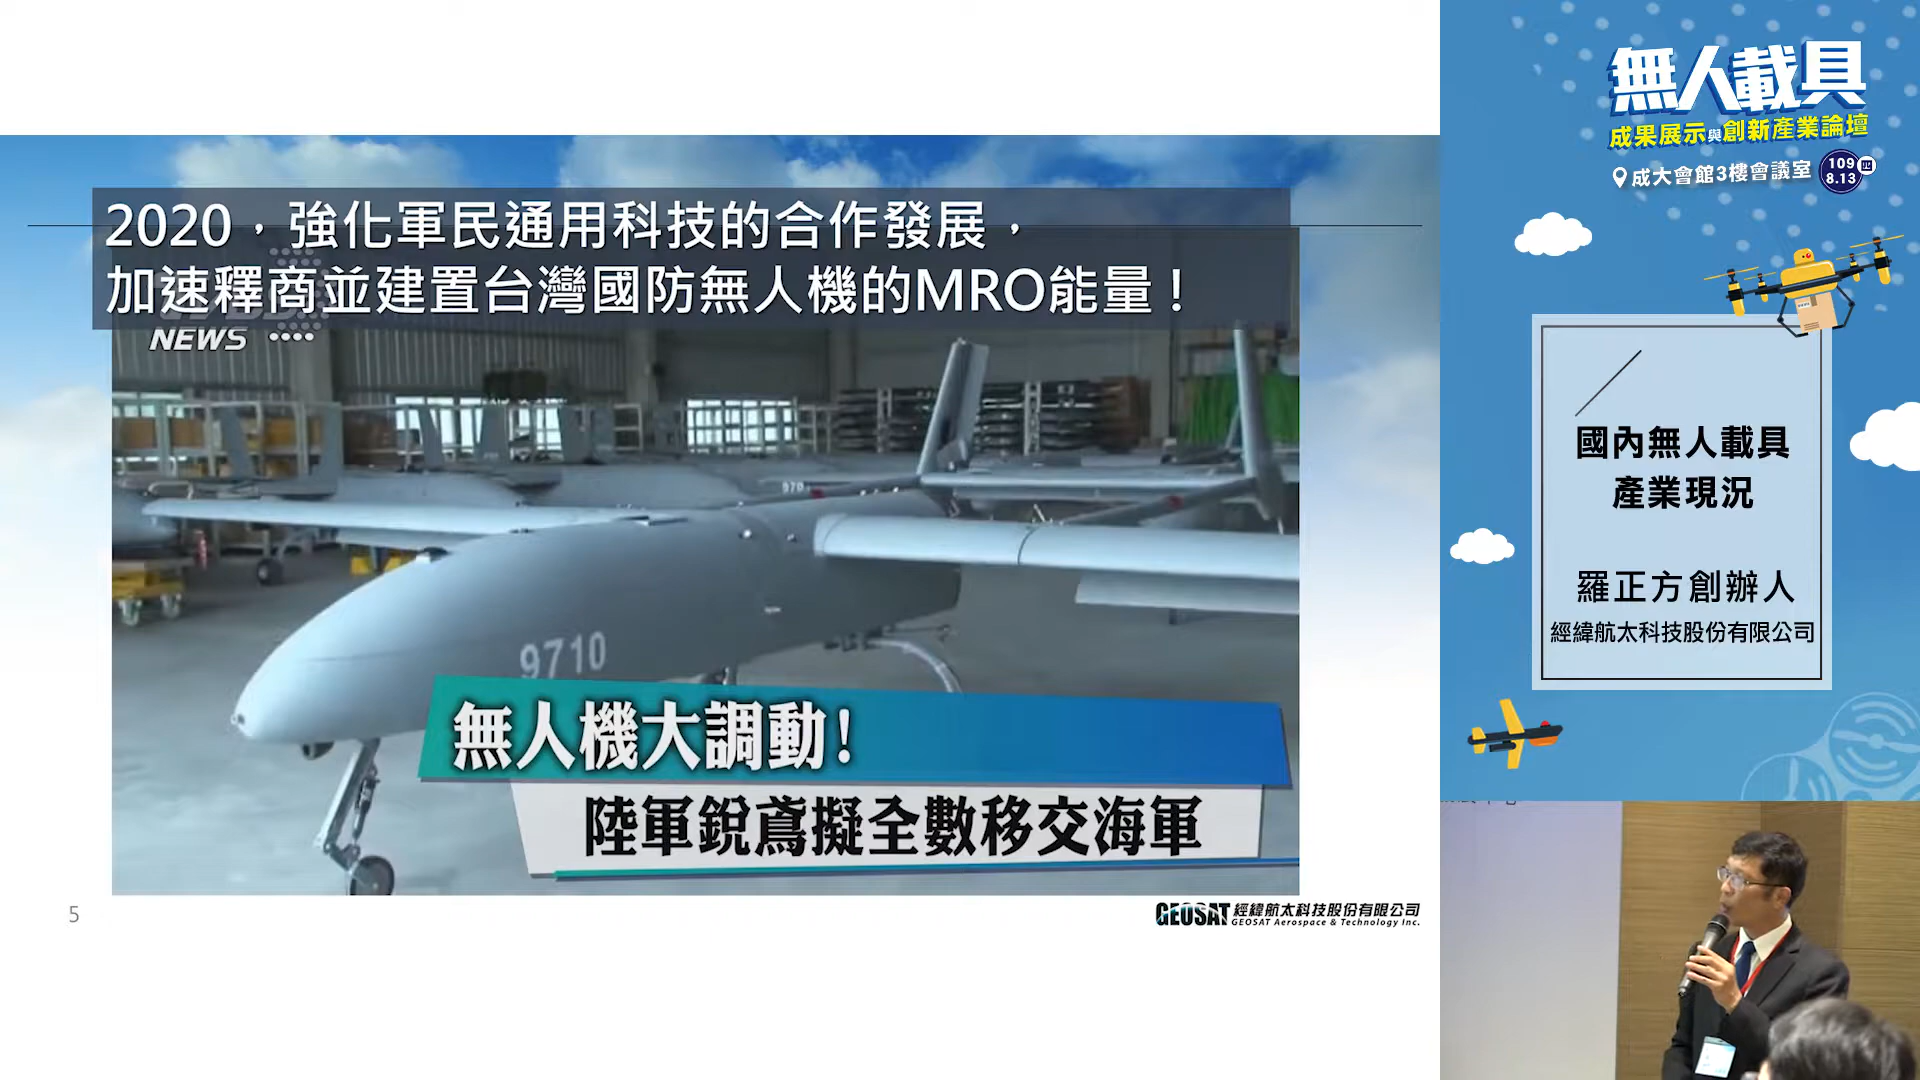 2020，強化軍民通用科技的合作發展，
加速釋商並建置台灣國防無人機的MRO能量！
NEWS
970
9710
無人機大調動！
陸軍銳鳶擬全數移交海軍
5
GEOSAT 經緯航太科技股份有限公司
GEOSAT Aerospace & Technology Inc.
無人載具
成果展示與創新產業論壇
成大會館3樓會議室
109
8.13
四
國內無人載具
產業現況
羅正方創辦人
經緯航太科技股份有限公司